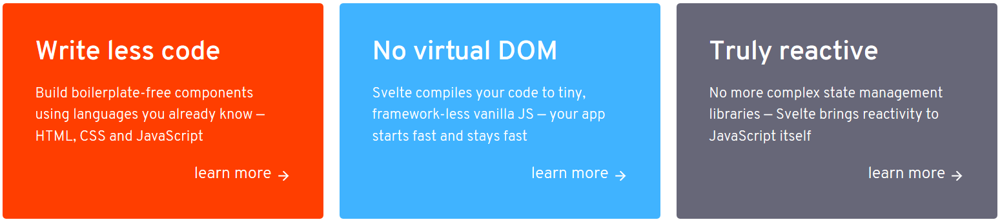 Write less code
Build boilerplate-free components
using languages you already know –
HTML, CSS and JavaScript
learn more →
No virtual DOM
Svelte compiles your code to tiny,
framework-less vanilla JS – your app
starts fast and stays fast
learn more →
Truly reactive
No more complex state management
libraries – Svelte brings reactivity to
JavaScript itself
learn more →